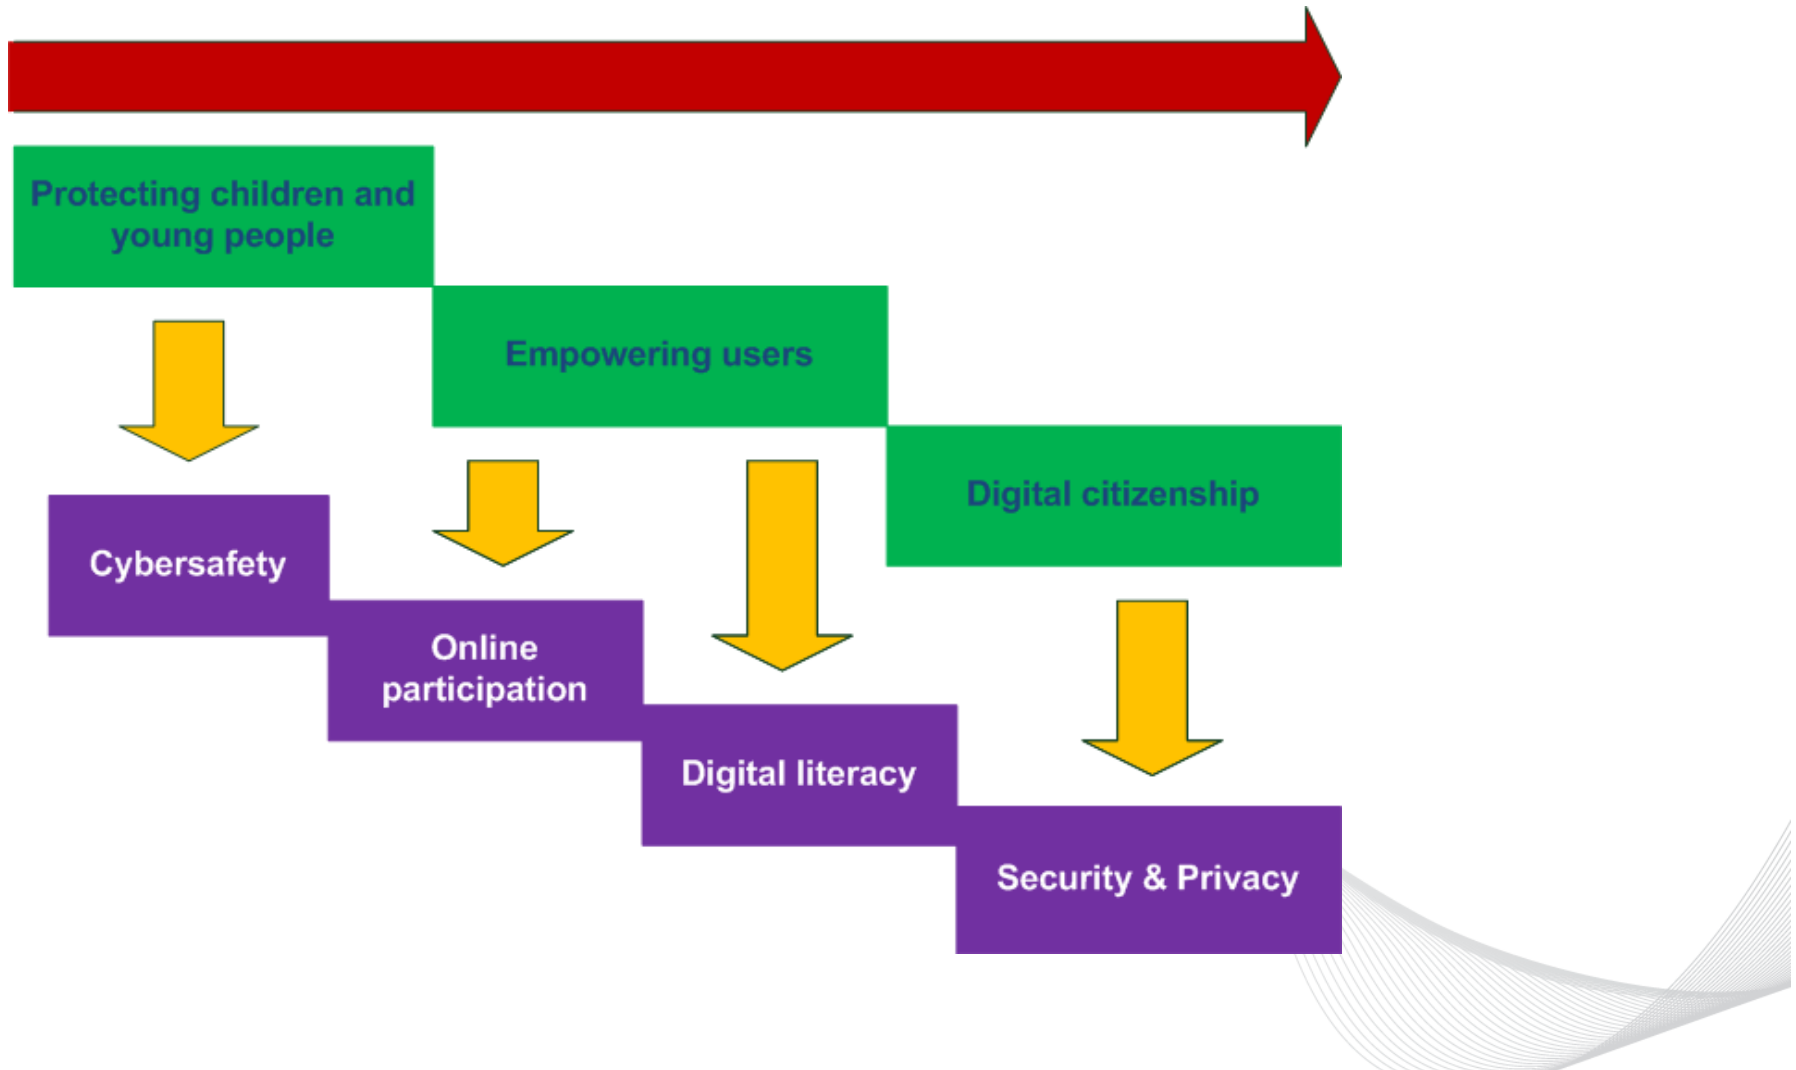 Protecting children and
young people
Empowering users
Digital citizenship
Cybersafety
Online
participation
Digital literacy
Security & Privacy